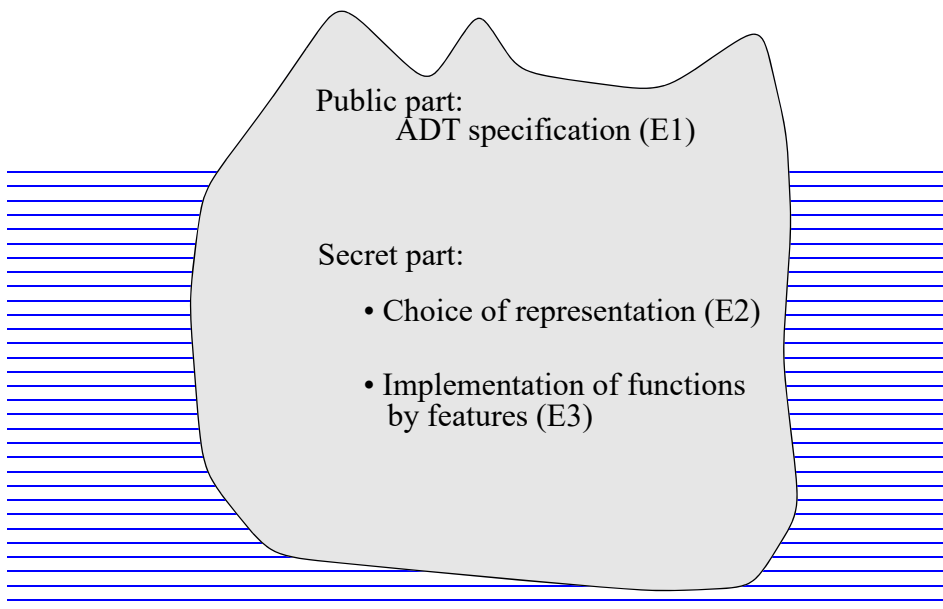 Public part:
ADT specification (E1)
Secret part:
• Choice of representation (E2)
• Implementation of functions
by features (E3)